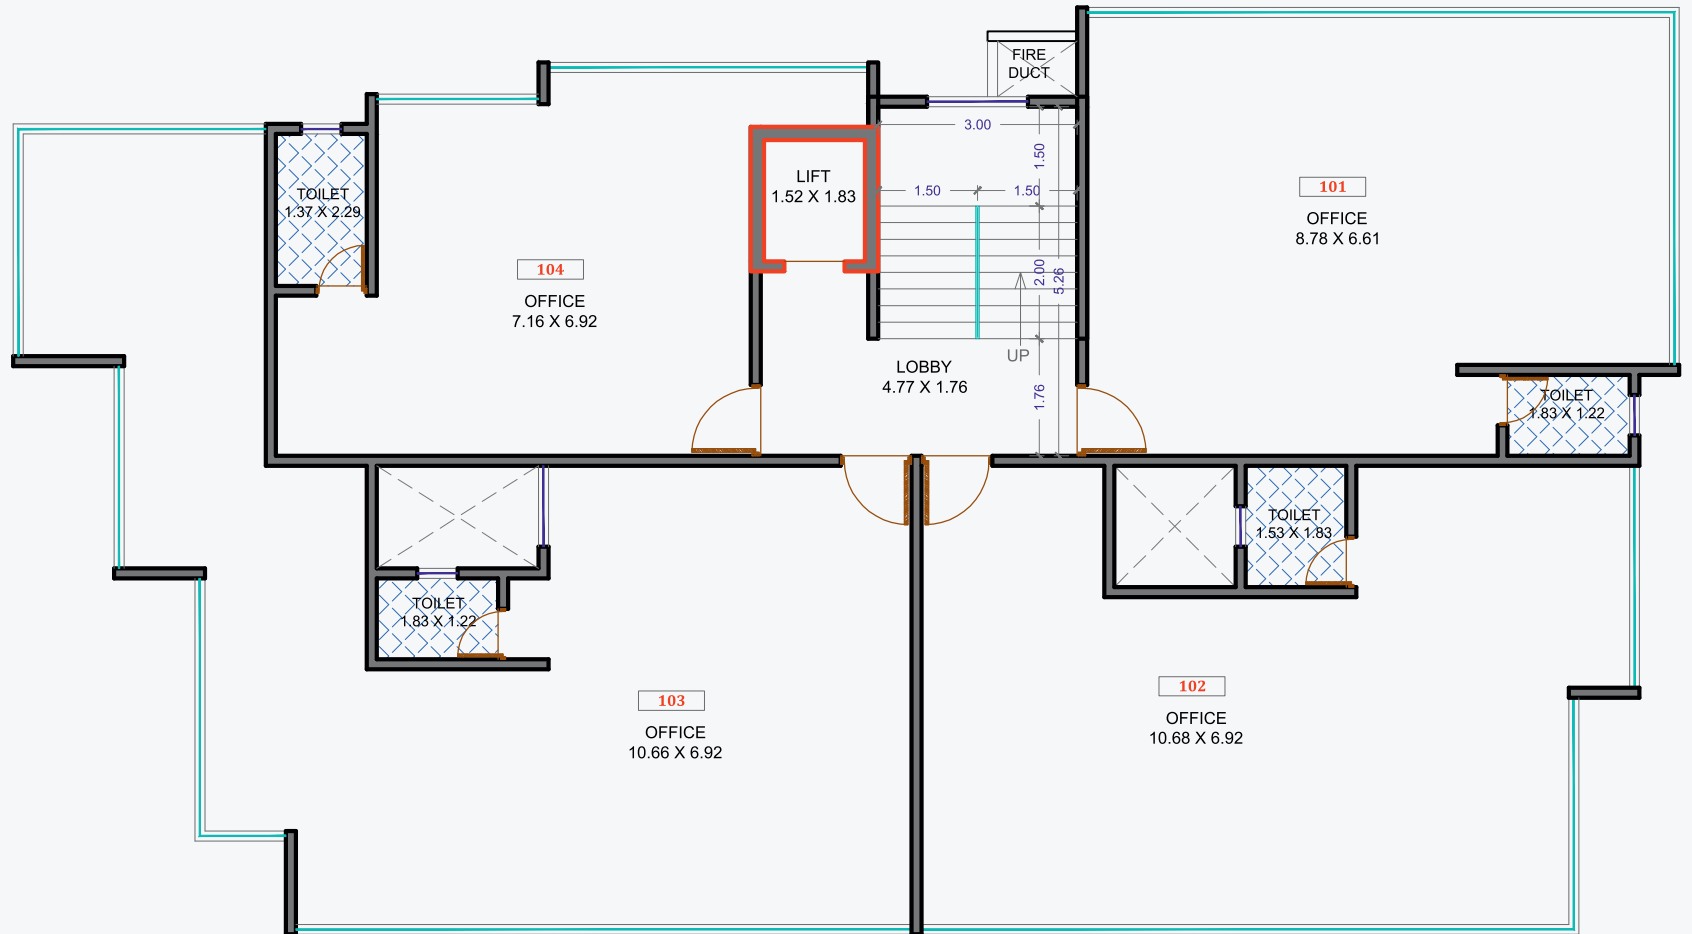 FIRE
DUCT
3.00
1.50
LIFT
1.52 X 1.83
1.50
1.50
101
OFFICE
8.78 X 6.61
TOILET
1.37 X 2.29
104
OFFICE
7.16 X 6.92
2.00
5.26
UP
LOBBY
4.77 X 1.76
1.76
TOILET
1.83 X 1.22
TOILET
1.53 X 1.83
TOILET
1.83 X 1.22
103
OFFICE
10.66 X 6.92
102
OFFICE
10.68 X 6.92